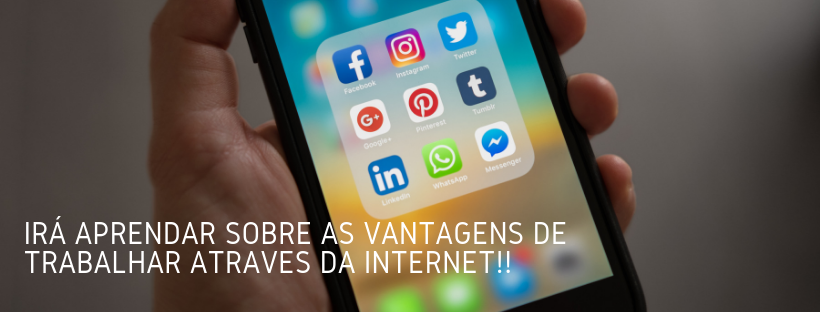 Facebook
Instagram
Twitter
Google+
Pinterest
Tumblr
LinkedIn
WhatsApp
Messenger
IRÁ APRENDAR SOBRE AS VANTAGENS DE
TRABALHAR ATRAVES DA INTERNET!!